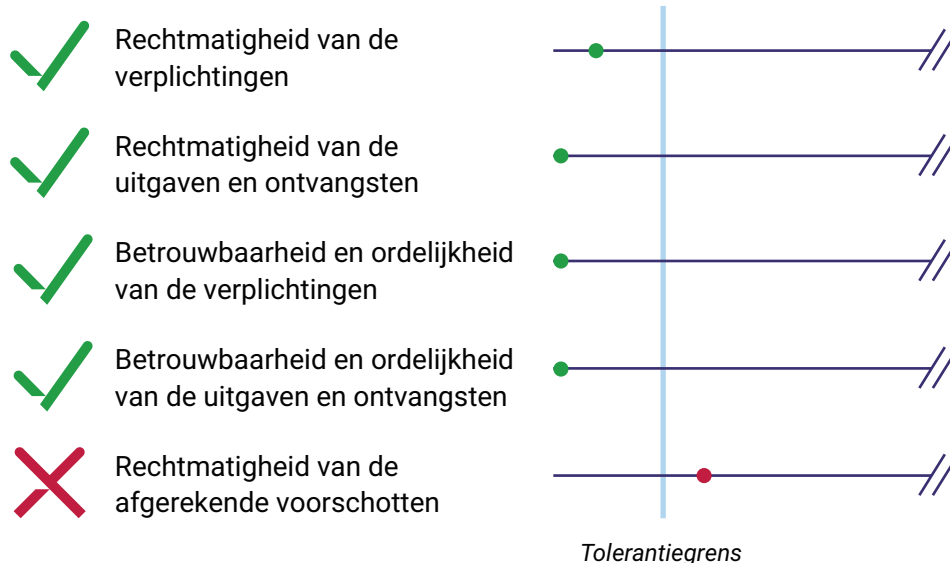 Rechtmatigheid van de
verplichtingen
Rechtmatigheid van de
uitgaven en ontvangsten
Betrouwbaarheid en ordelijkheid
van de verplichtingen
Betrouwbaarheid en ordelijkheid
van de uitgaven en ontvangsten
Rechtmatigheid van de
afgerekende voorschotten
Tolerantiegrens